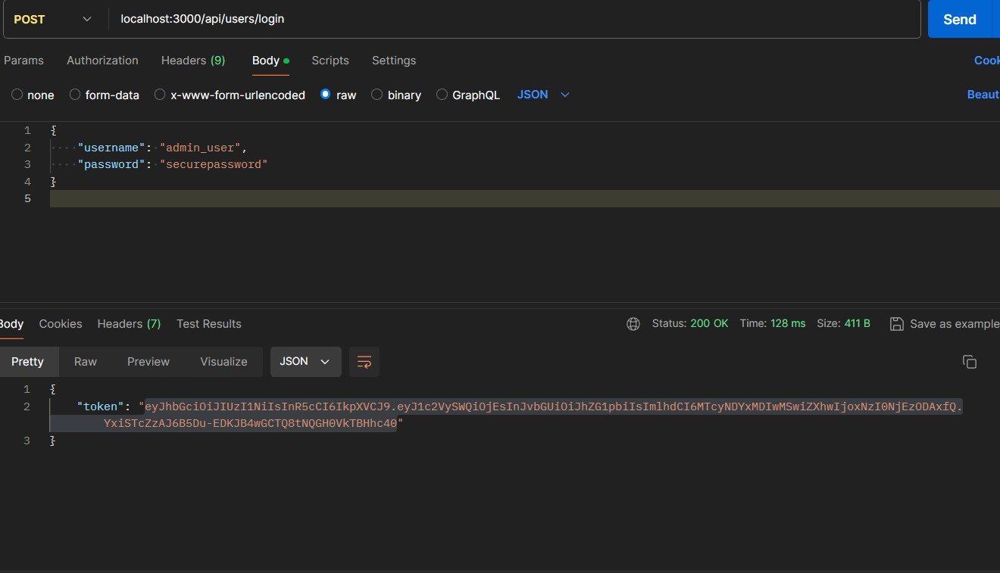 POST localhost:3000/api/users/login Send
Params Authorization Headers (9) Body Scripts Settings Cook
none form-data x-www-form-urlencoded raw binary GraphQL JSON Beaut
1 {
2 "username": "admin_user",
3 "password": "securepassword"
4 }
5
Body Cookies Headers (7) Test Results Status: 200 OK Time: 128 ms Size: 411 B Save as example
Pretty Raw Preview Visualize JSON
1 {
2 "token": "eyJhbGciOiJIUzI1NiIsInR5cCI6IkpXVCJ9.eyJ1c2VySWQiOjEsInJvbGUiOiJhZG1pbiIsImlhdCI6MTcyNDYxMDIwMSwiZXhwIjoxNzI0NjEzODAxfQ.
YxiSTcZzAJ6B5Du-EDKJB4wGCTQ8tNQGH0VkTBHhc40"
3 }